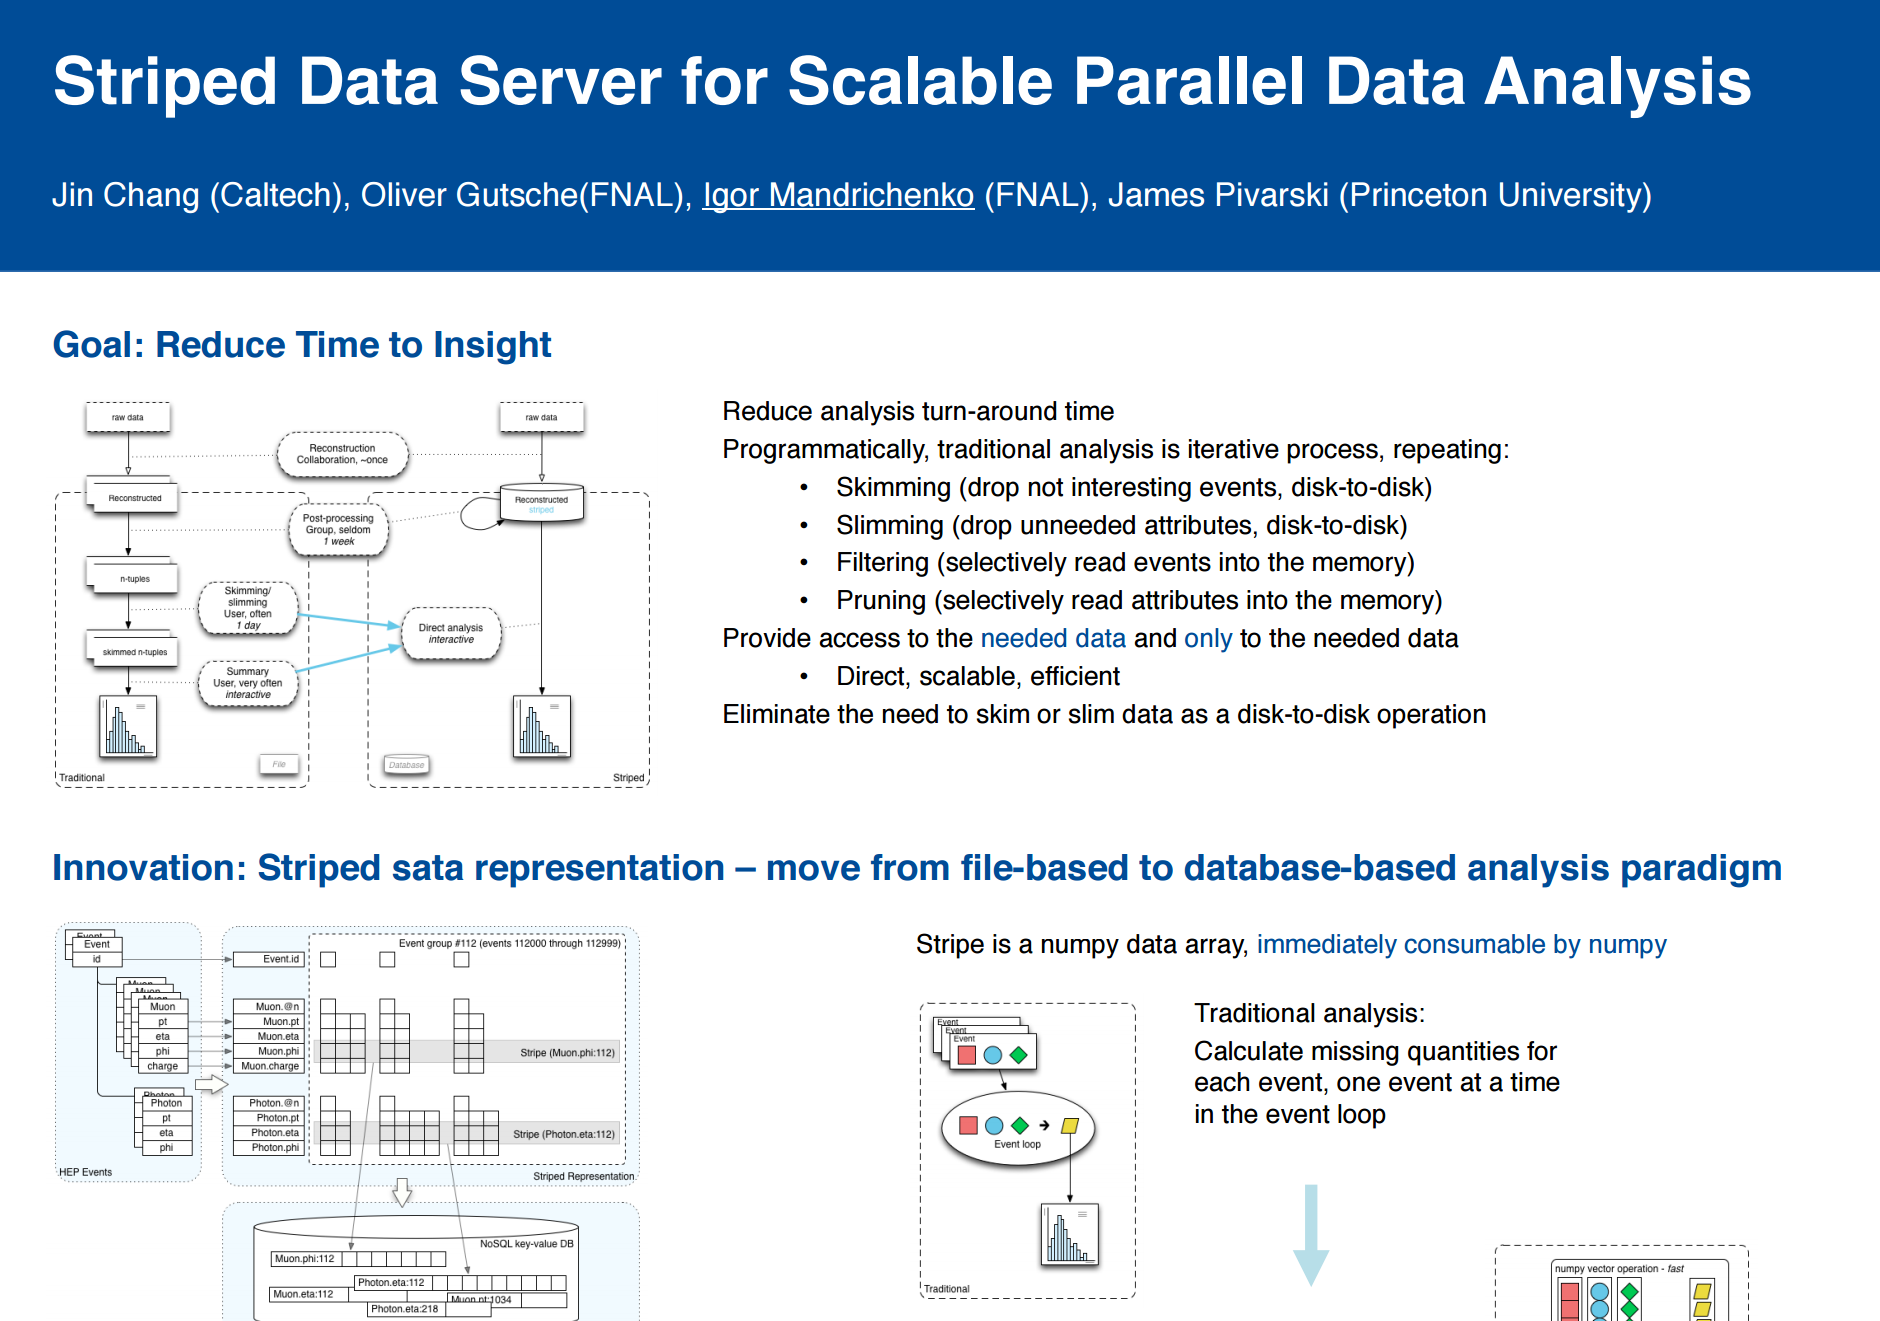 Striped Data Server for Scalable Parallel Data Analysis
Jin Chang (Caltech), Oliver Gutsche(FNAL), Igor Mandrichenko (FNAL), James Pivarski (Princeton University)
Goal: Reduce Time to Insight
raw data
raw data
Reconstruction
Collaboration, ~once
Reconstructed
Reconstructed
striped
Post-processing
Group, seldom
1 week
n-tuples
Skimming/
slimming
User, often
1 day
Direct analysis
interactive
skimmed n-tuples
Summary
User, very often
interactive
File
Database
Traditional
Striped
Reduce analysis turn-around time
Programmatically, traditional analysis is iterative process, repeating:
• Skimming (drop not interesting events, disk-to-disk)
• Slimming (drop unneeded attributes, disk-to-disk)
• Filtering (selectively read events into the memory)
• Pruning (selectively read attributes into the memory)
Provide access to the needed data and only to the needed data
• Direct, scalable, efficient
Eliminate the need to skim or slim data as a disk-to-disk operation
Innovation: Striped sata representation – move from file-based to database-based analysis paradigm
Event
Event
id
Muon
Muon
Muon
Muon
pt
eta
phi
charge
Photon
Photon
pt
eta
phi
HEP Events
Event group #112 (events 112000 through 112999)
Event.id
Muon.@n
Muon.pt
Muon.eta
Muon.phi
Muon.charge
Stripe (Muon.phi:112)
Photon.@n
Photon.pt
Photon.eta
Photon.phi
Stripe (Photon.eta:112)
Striped Representation
NoSQL key-value DB
Muon.phi:112
Photon.eta:112
Muon.eta:112
Muon.pt:1034
Photon.eta:218
Stripe is a numpy data array, immediately consumable by numpy
Event
Event
Event
Event loop
Traditional
Traditional analysis:
Calculate missing quantities for
each event, one event at a time
in the event loop
numpy vector operation - fast